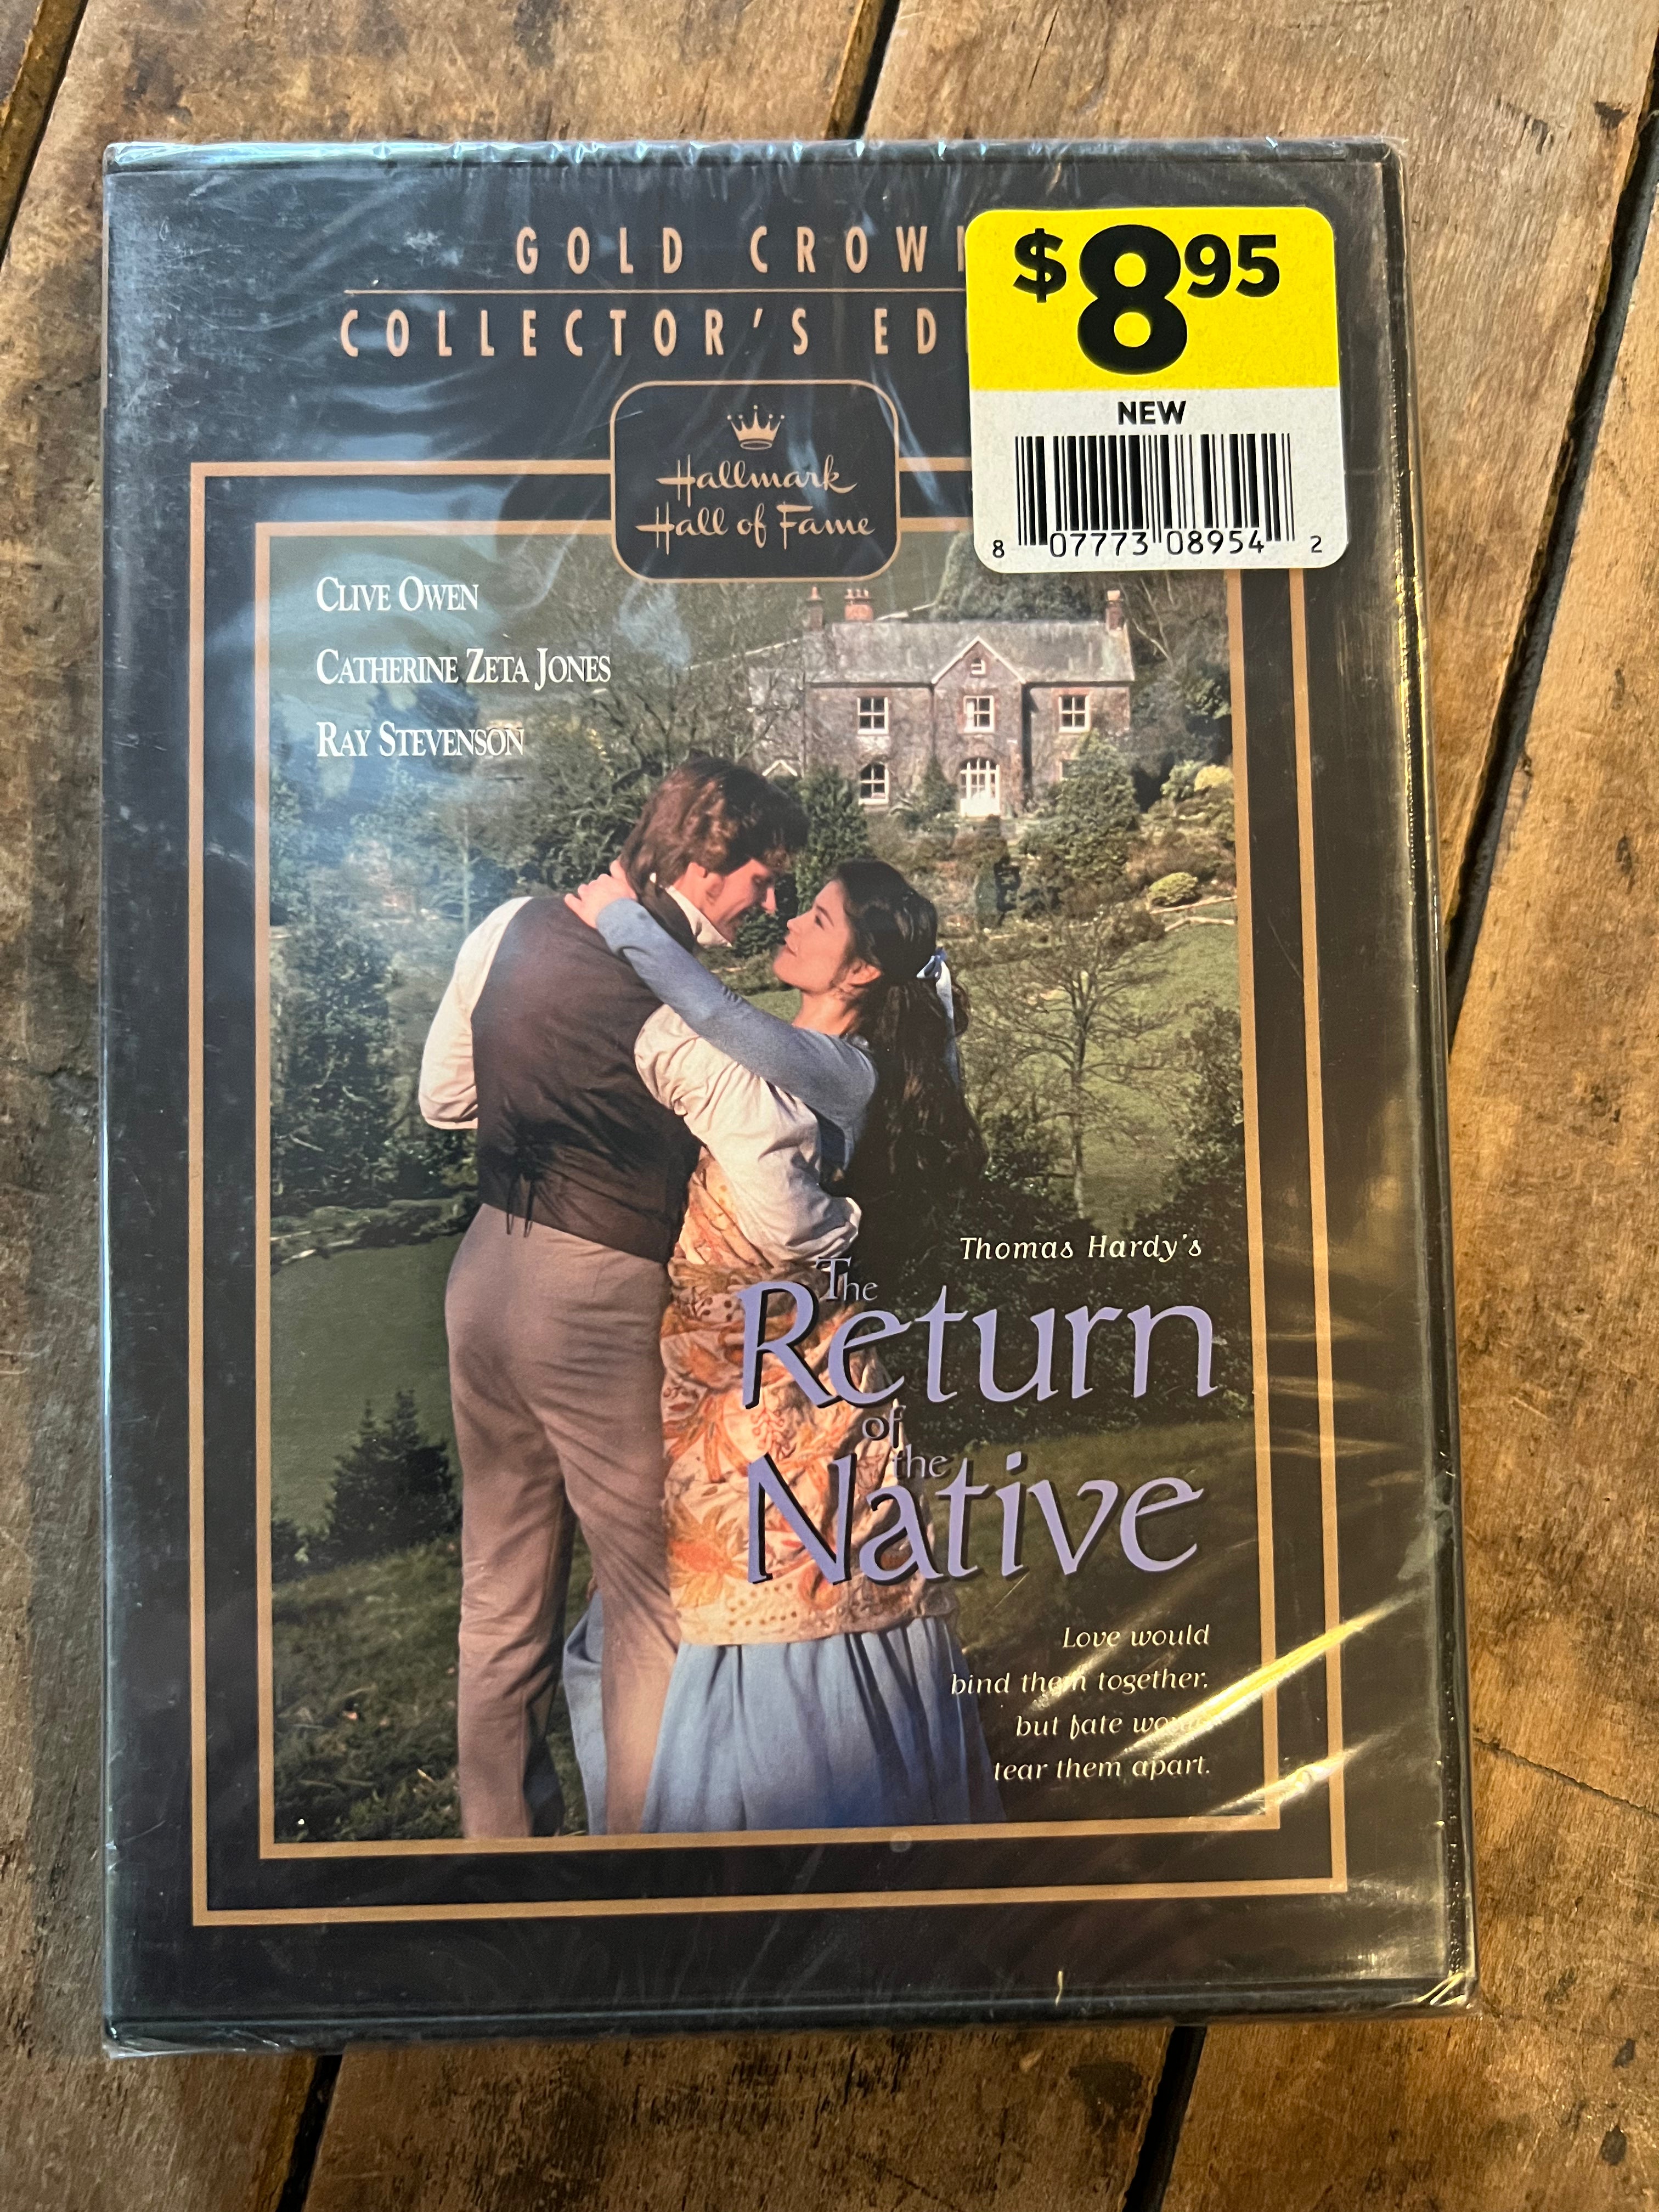 GOLD CROWN
COLLECTOR'S ED
$8.95
NEW
8 07773 08954 2
Hallmark
Hall of Fame
CLIVE OWEN
CATHERINE ZETA JONES
RAY STEVENSON
Thomas Hardy's
The
Return
of
the
Native
Love would
bind them together.
but fate would
tear them apart.